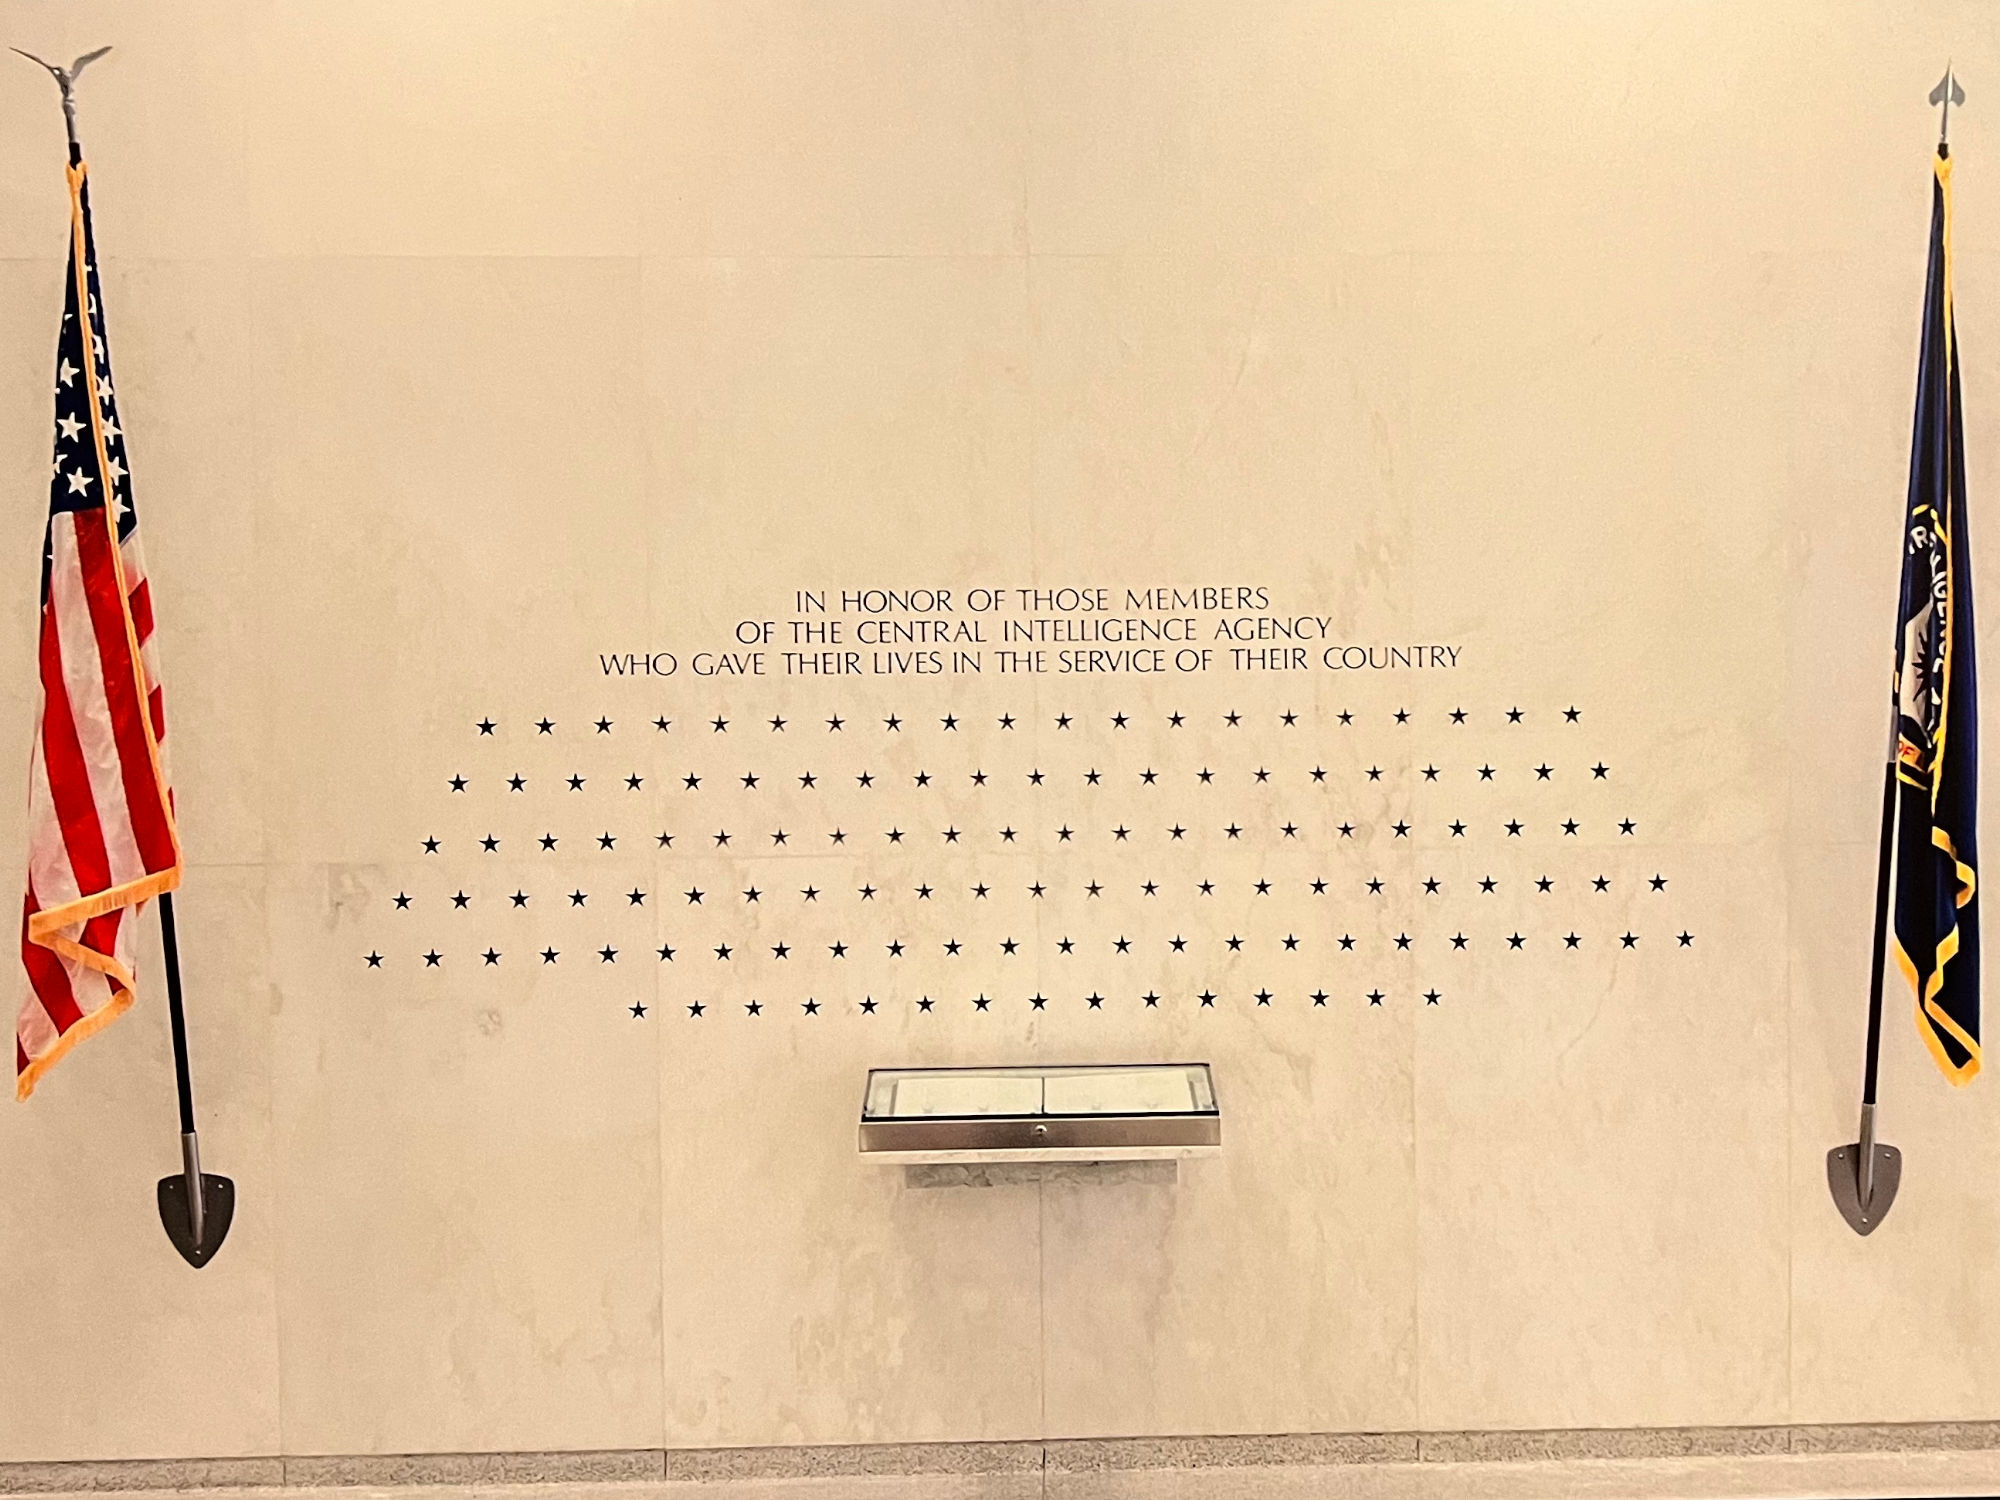 IN HONOR OF THOSE MEMBERS
OF THE CENTRAL INTELLIGENCE AGENCY
WHO GAVE THEIR LIVES IN THE SERVICE OF THEIR COUNTRY